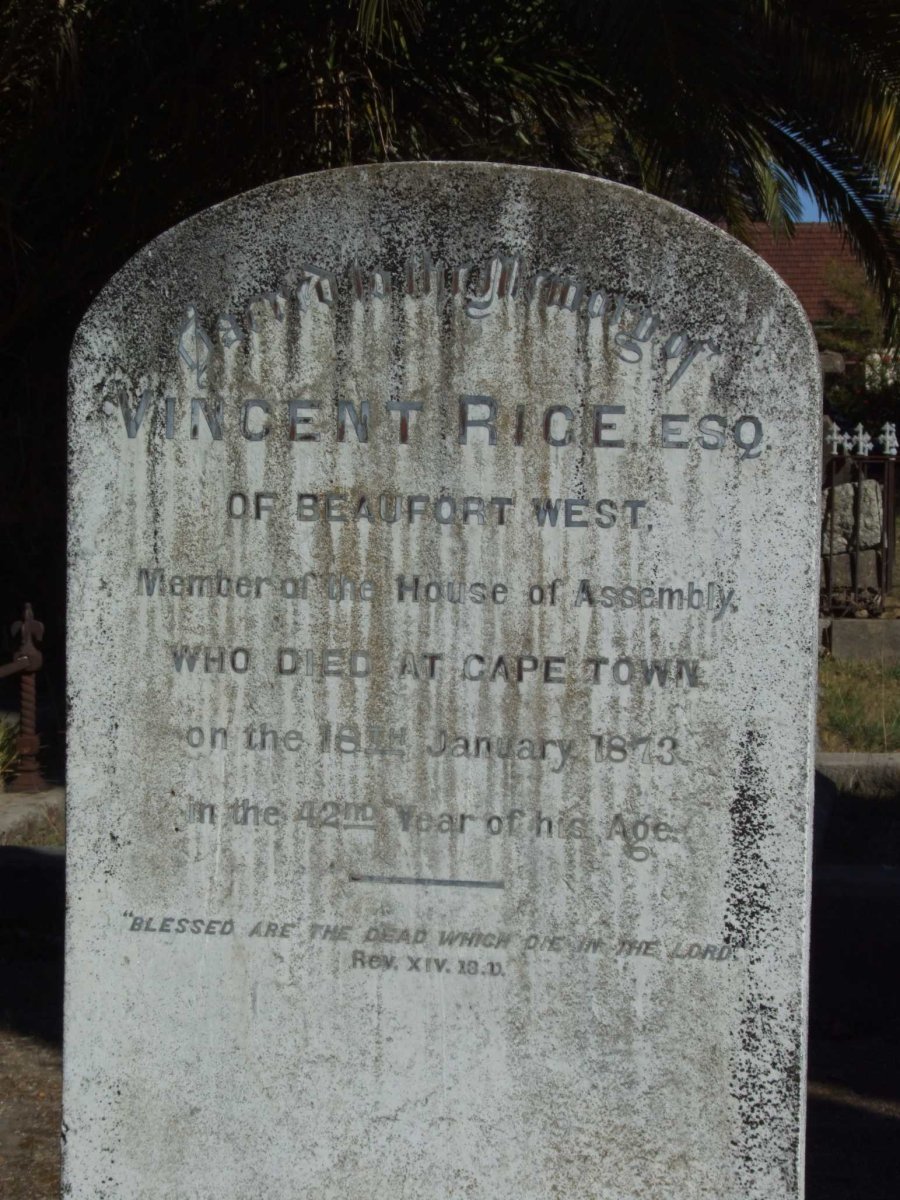 Sacred to the Memory of
VINCENT RICE ESQ.
OF BEAUFORT WEST,
Member of the House of Assembly,
WHO DIED AT CAPE TOWN
on the 18TH January, 1873.
in the 42ND Year of his Age.
"BLESSED ARE THE DEAD WHICH DIE IN THE LORD."
Rev. XIV. 13.v.